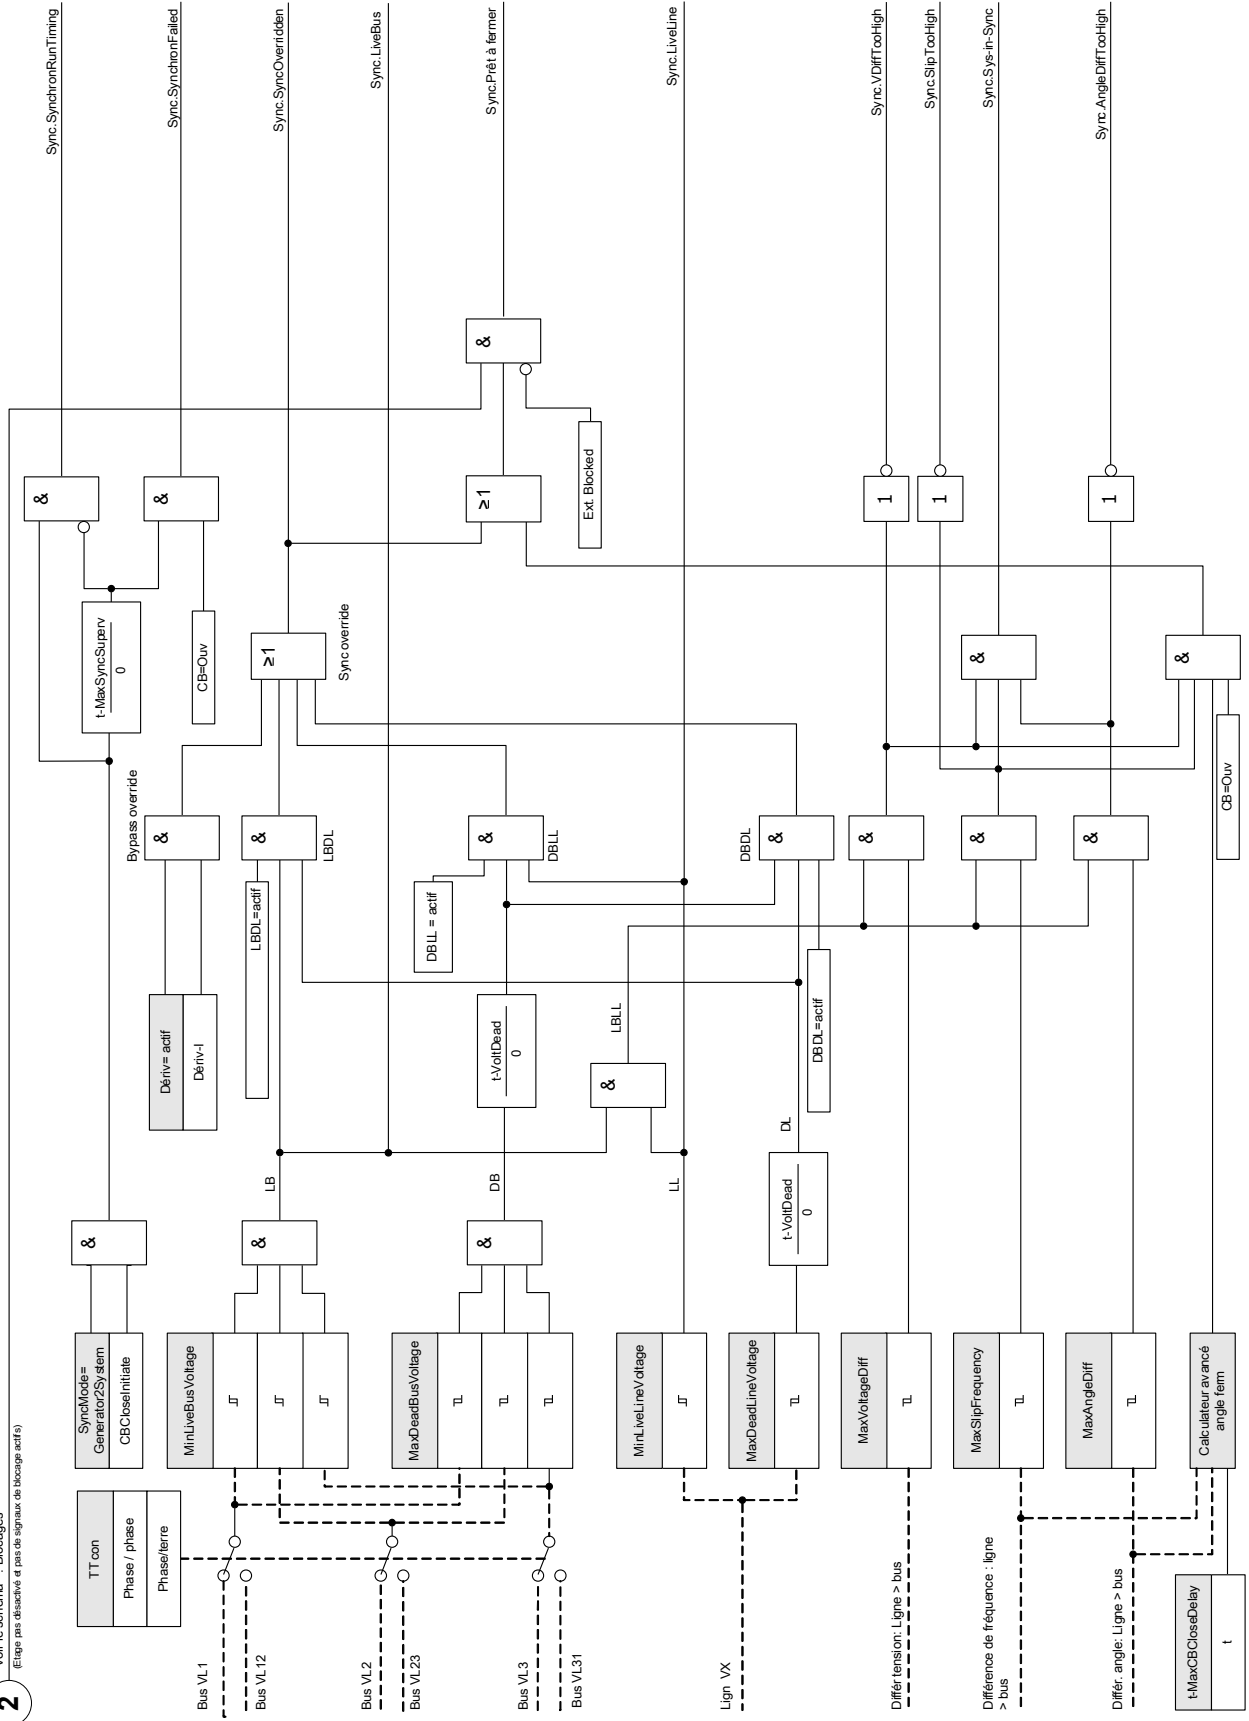 2
(Etage pas désactivé et pas de signaux de blocage actifs)
TT con
Phase / phase
Phase/terre
Bus VL1
Bus VL12
Bus VL2
Bus VL23
Bus VL3
Bus VL31
Lign VX
Différ tension: Ligne > bus
Différence de fréquence : ligne
> bus
Différ. angle: Ligne > bus
t-MaxCBCloseDelay
t
SyncMode=
Generator2System
CBCloseInitiate
MinLiveBusVoltage
MaxDeadBusVoltage
MinLiveLineVoltage
MaxDeadLineVoltage
MaxVoltageDiff
MaxSlipFrequency
MaxAngleDiff
Calculateur avancé
angle ferm
&
&
&
LB
DB
LL
t-VoltDead
0
DL
Dériv= actif
Dériv-I
LBDL=actif
t-VoltDead
0
&
LBLL
DBDL=actif
DBLL = actif
Bypass override
&
&
LBDL
&
DBLL
DBDL
&
&
&
&
CB=Ouv
t-MaxSyncSuperv
0
CB=Ouv
≥1
Sync override
&
&
&
&
≥1
Ext. Blocked
1
1
1
&
Sync.SynchronRunTiming
Sync.SynchronFailed
Sync.SyncOverridden
Sync.LiveBus
Sync.Prêt à fermer
Sync.LiveLine
Sync.VDiffTooHigh
Sync.SlipTooHigh
Sync.Sys-in-Sync
Sync.AngleDiffTooHigh